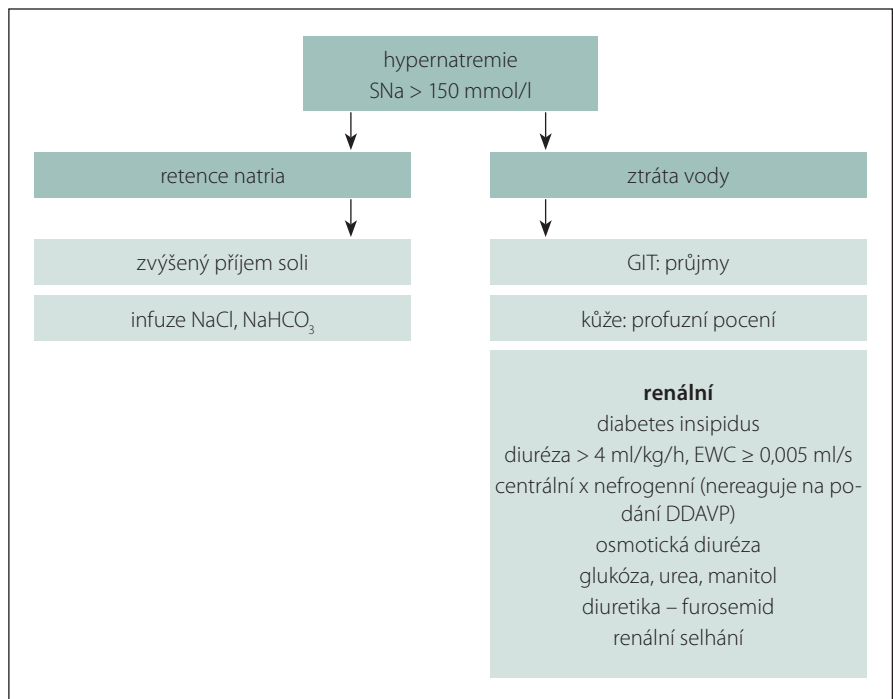 hypernatremie
SNa > 150 mmol/l
retence natria
zvýšený příjem soli
infuze NaCl, NaHCO₃
ztráta vody
GIT: průjmy
kůže: profuzní pocení
renální
diabetes insipidus
diuréza > 4 ml/kg/h, EWC ≥ 0,005 ml/s
centrální x nefrogenní (nereaguje na po-
dání DDAVP)
osmotická diuréza
glukóza, urea, manitol
diuretika – furosemid
renální selhání